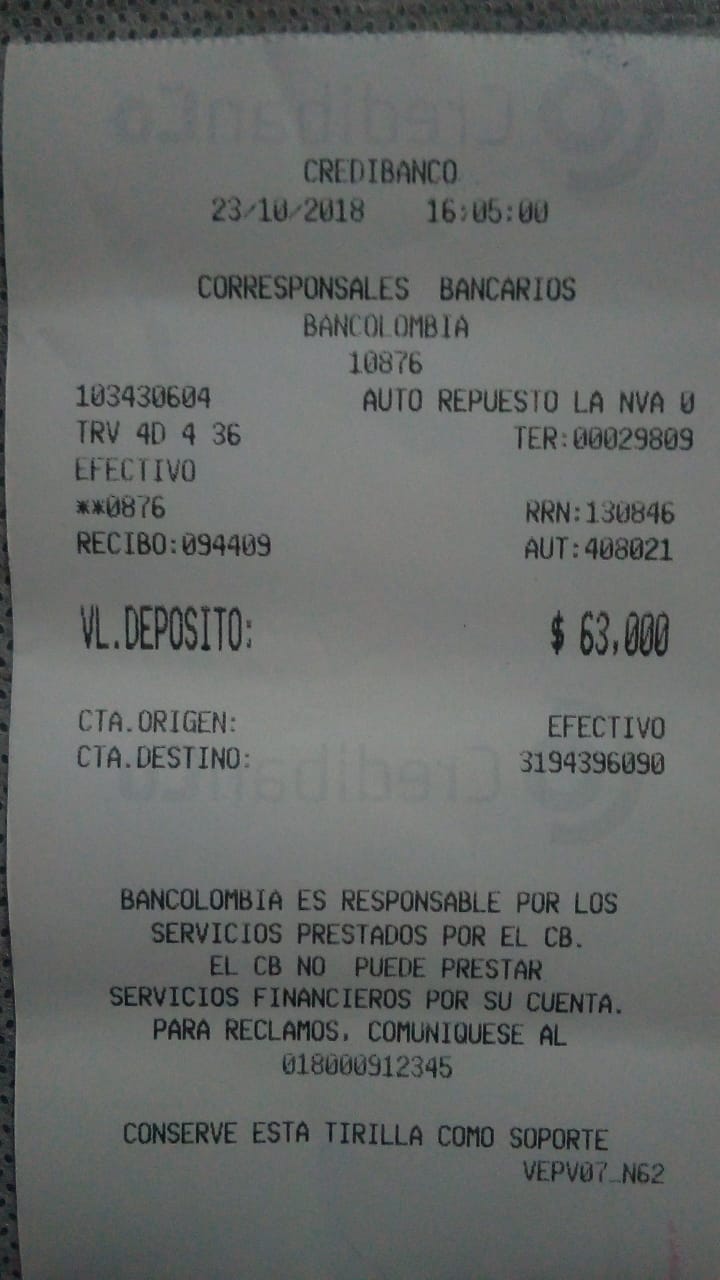 CREDIBANCO
23/10/2018 16:05:00
CORRESPONSALES BANCARIOS
BANCOLOMBIA
10876
103430604 AUTO REPUESTO LA NVA 0
TRV 4D 4 36 TER:00029809
EFECTIVO
**0876 RRN:130846
RECIBO:094409 AUT:408021
VL.DEPOSITO: $ 63,000
CTA.ORIGEN: EFECTIVO
CTA.DESTINO: 3194396090
BANCOLOMBIA ES RESPONSABLE POR LOS
SERVICIOS PRESTADOS POR EL CB.
EL CB NO PUEDE PRESTAR
SERVICIOS FINANCIEROS POR SU CUENTA.
PARA RECLAMOS, COMUNIQUESE AL
018000912345
CONSERVE ESTA TIRILLA COMO SOPORTE
VEPV07_N62